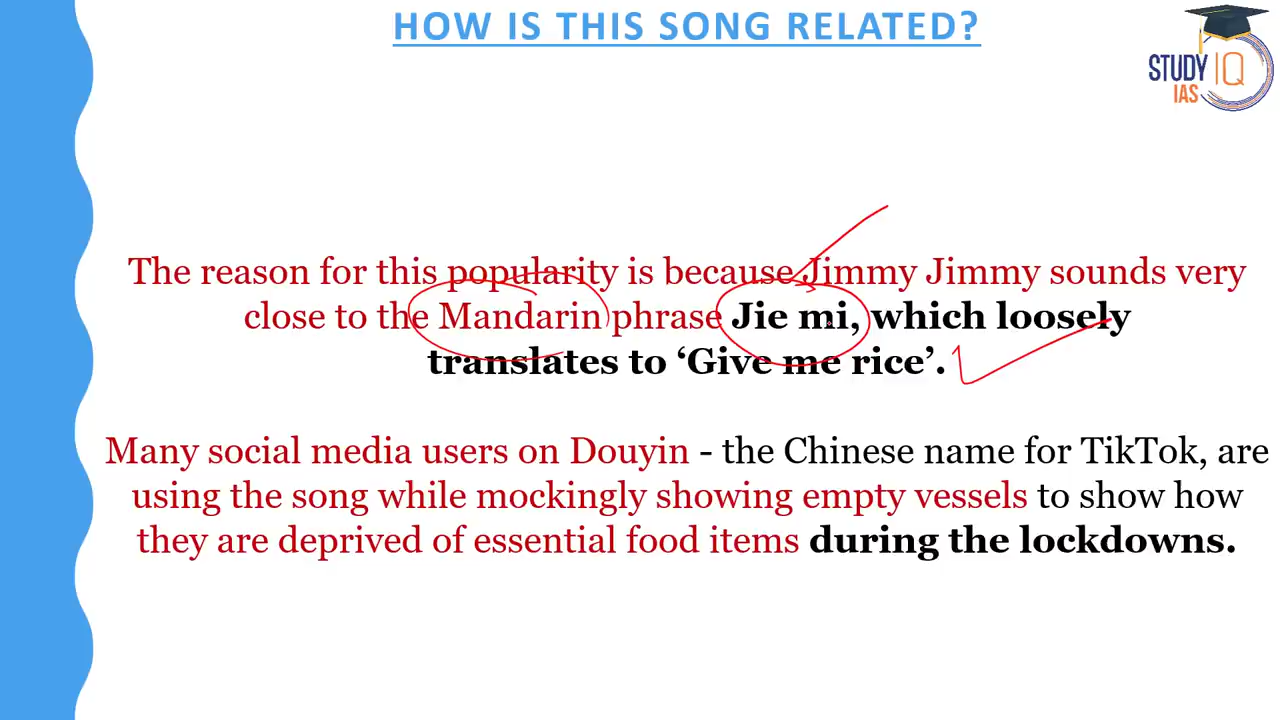 HOW IS THIS SONG RELATED?
STUDY IQ
IAS
The reason for this popularity is because Jimmy Jimmy sounds very
close to the Mandarin phrase Jie mi, which loosely
translates to ‘Give me rice’.
Many social media users on Douyin - the Chinese name for TikTok, are
using the song while mockingly showing empty vessels to show how
they are deprived of essential food items during the lockdowns.